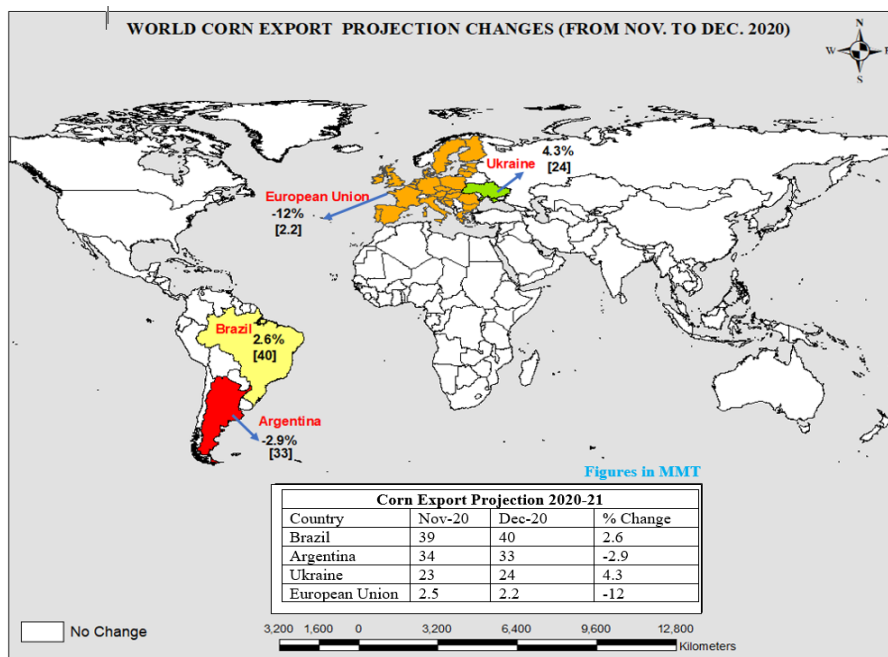 WORLD CORN EXPORT PROJECTION CHANGES (FROM NOV. TO DEC. 2020)
N
W E
S
Ukraine
4.3%
[24]
European Union
-12%
[2.2]
Brazil
2.6%
[40]
Argentina
-2.9%
[33]
Figures in MMT
Corn Export Projection 2020-21
Country Nov-20 Dec-20 % Change
Brazil 39 40 2.6
Argentina 34 33 -2.9
Ukraine 23 24 4.3
European Union 2.5 2.2 -12
No Change
3,200 1,600 0 3,200 6,400 9,600 12,800
Kilometers